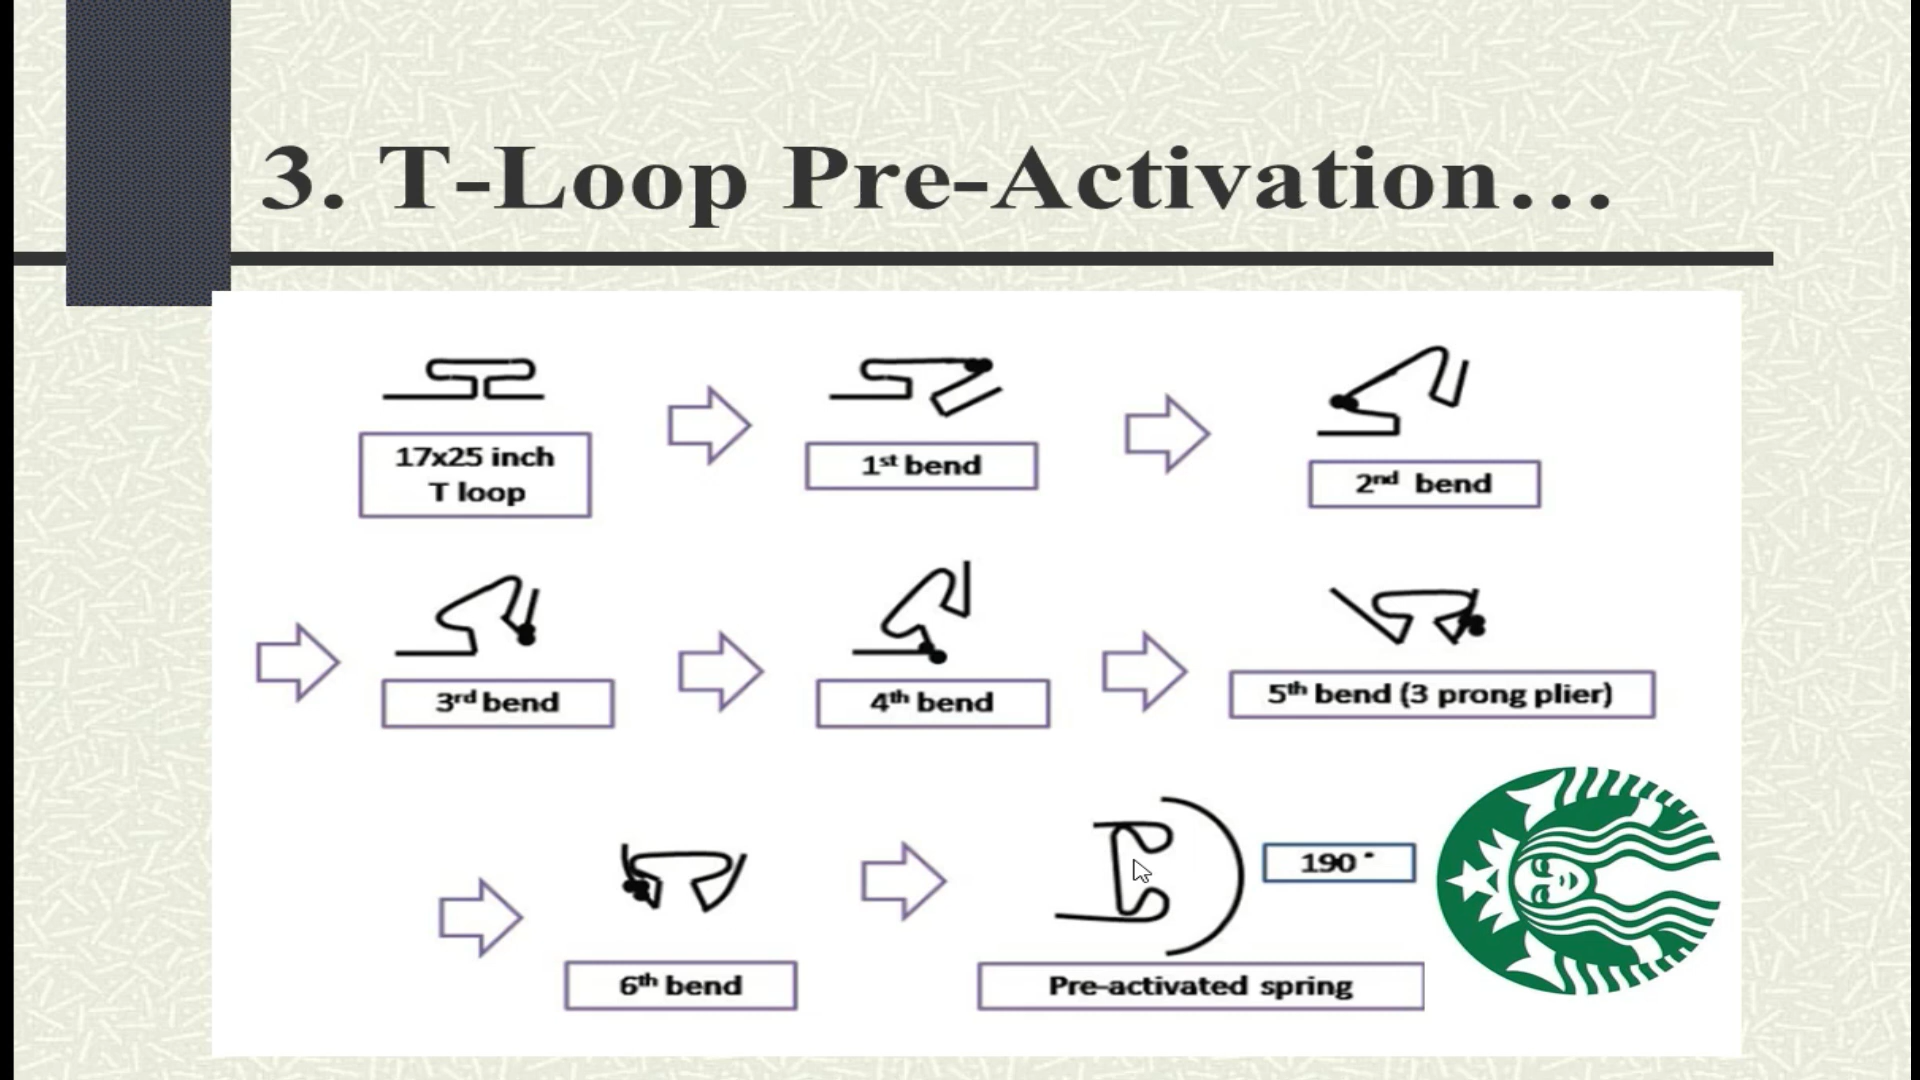 3. T-Loop Pre-Activation...
17x25 inch
T loop
1st bend
2nd bend
3rd bend
4th bend
5th bend (3 prong plier)
6th bend
190 °
Pre-activated spring